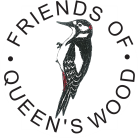 • FRIENDS OF •
QUEEN'S WOOD